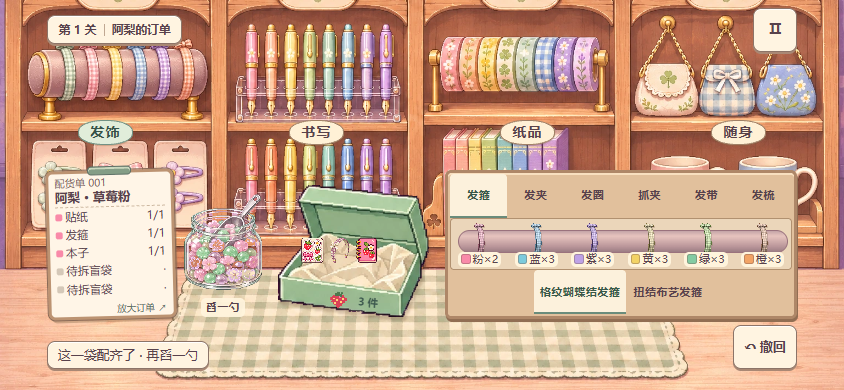 第 1 关｜阿梨的订单
II
发饰
书写
纸品
随身
配货单 001
阿梨・草莓粉
贴纸 1/1
发箍 1/1
本子 1/1
待拆盲袋 ·
待拆盲袋 ·
放大订单 ↗
舀一勺
3 件
发箍 发夹 发圈 抓夹 发带 发梳
粉×2 蓝×3 紫×3 黄×3 绿×3 橙×3
格纹蝴蝶结发箍 扭结布艺发箍
这一袋配齐了・再舀一勺
↶ 撤回